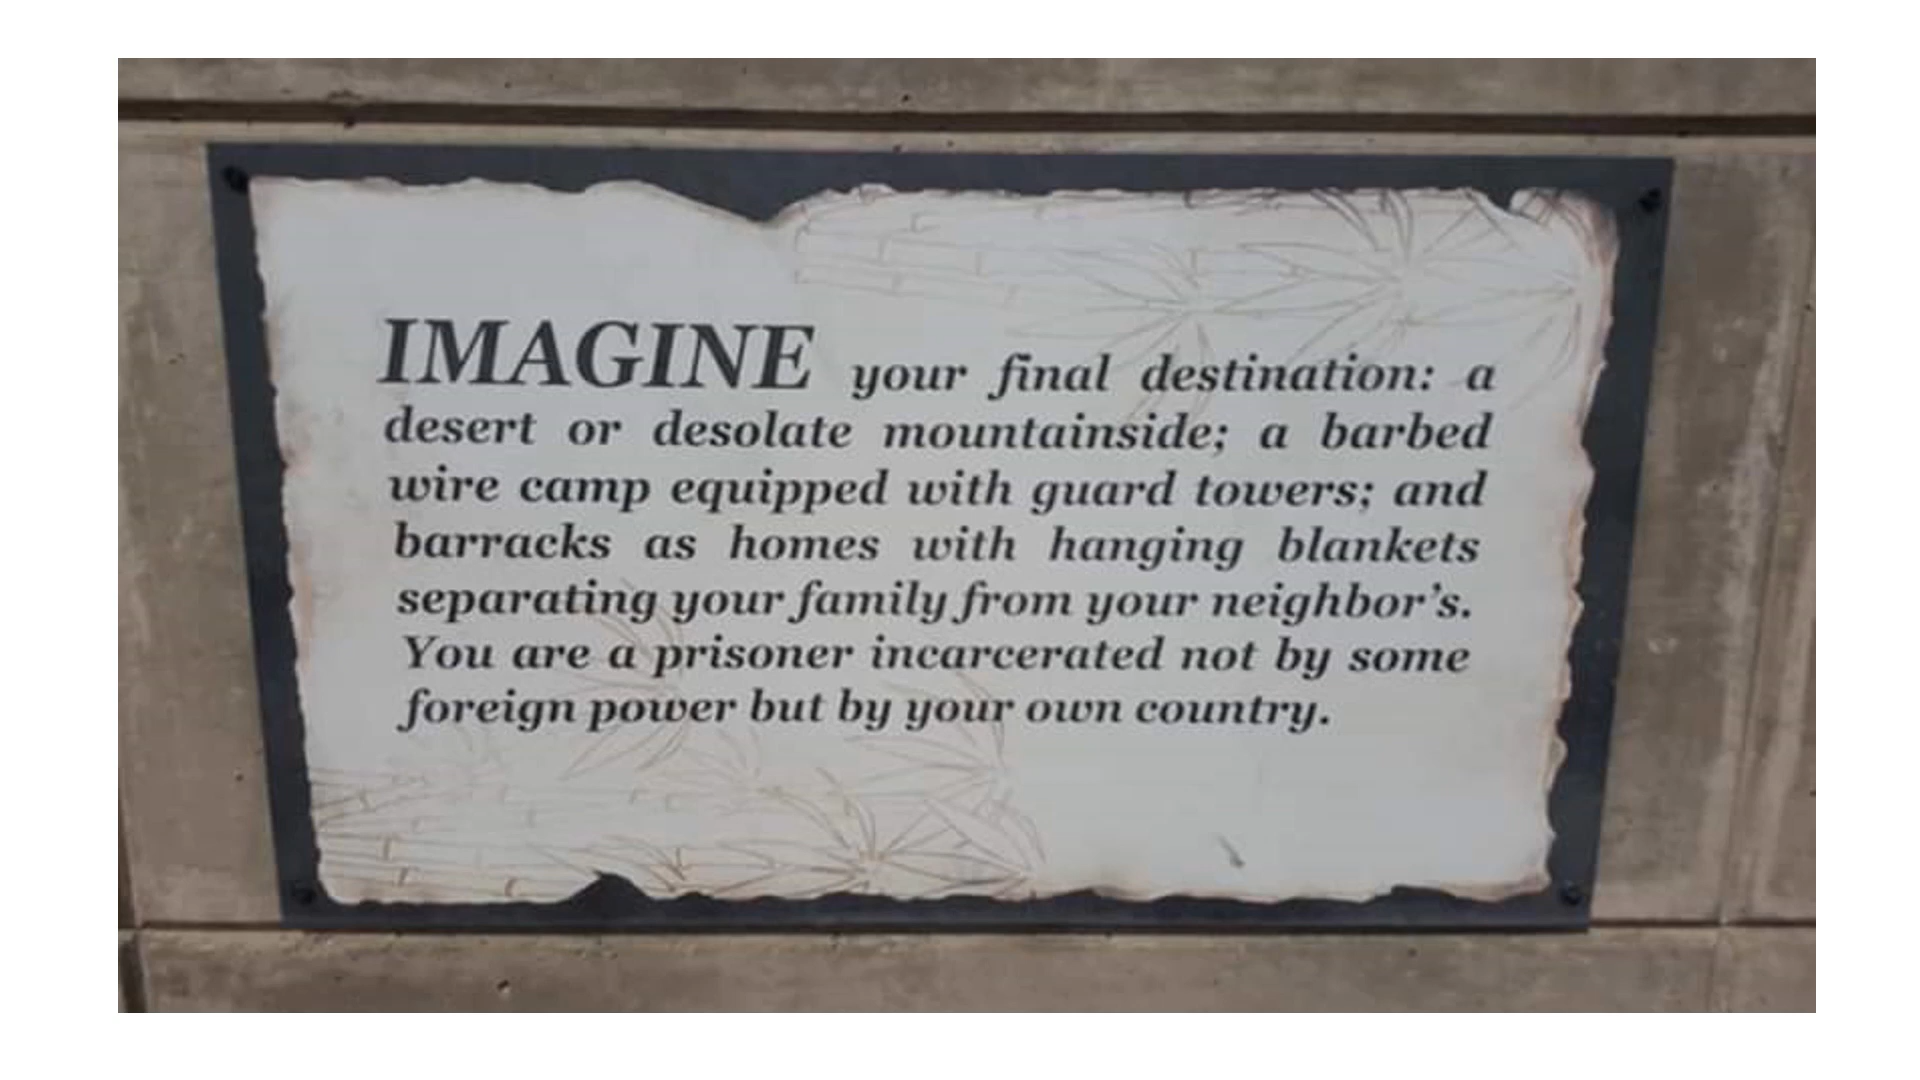 IMAGINE your final destination: a
desert or desolate mountainside; a barbed
wire camp equipped with guard towers; and
barracks as homes with hanging blankets
separating your family from your neighbor's.
You are a prisoner incarcerated not by some
foreign power but by your own country.